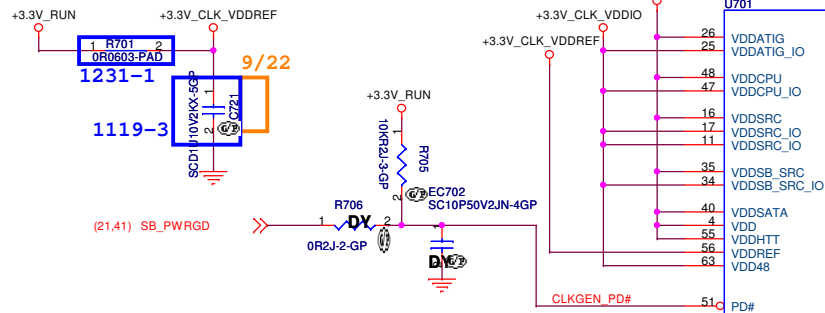 +3.3V_RUN
+3.3V_CLK_VDDREF
1 R701 2
0R0603-PAD
1231-1
9/22
1119-3
SCD1U10V2KX-5GP
1
2
C721
G/P
+3.3V_RUN
10KR2J-3-GP
1
2
R705
G/P
EC702
SC10P50V2JN-4GP
R706
(21,41) SB_PWRGD
1 DY 2
0R2J-2-GP
1
DY
+3.3V_CLK_VDDIO
+3.3V_CLK_VDDREF
U701
26 VDDATIG
25 VDDATIG_IO
48 VDDCPU
47 VDDCPU_IO
16 VDDSRC
17 VDDSRC_IO
11 VDDSRC_IO
35 VDDSB_SRC
34 VDDSB_SRC_IO
40 VDDSATA
4 VDD
55 VDDHTT
56 VDDREF
63 VDD48
CLKGEN_PD#
51 PD#